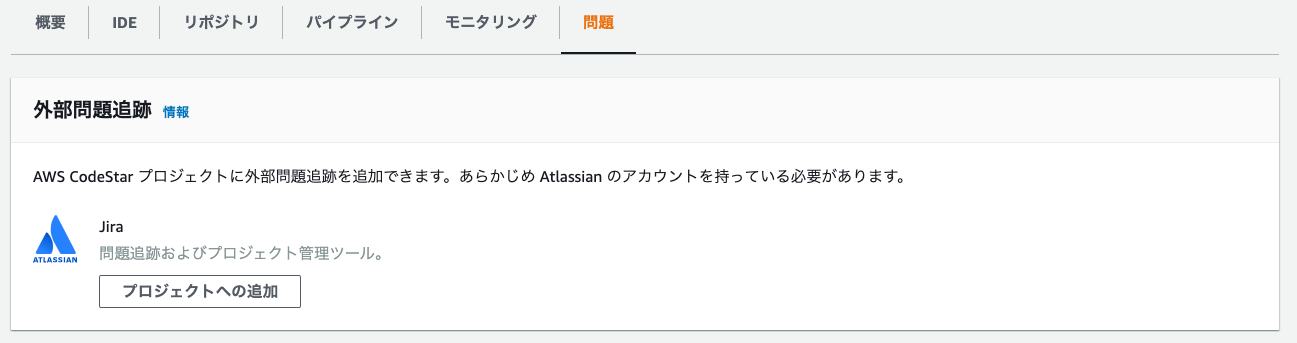 概要 IDE リポジトリ パイプライン モニタリング 問題
外部問題追跡 情報
AWS CodeStar プロジェクトに外部問題追跡を追加できます。あらかじめ Atlassian のアカウントを持っている必要があります。
Jira
問題追跡およびプロジェクト管理ツール。
ATLASSIAN
プロジェクトへの追加